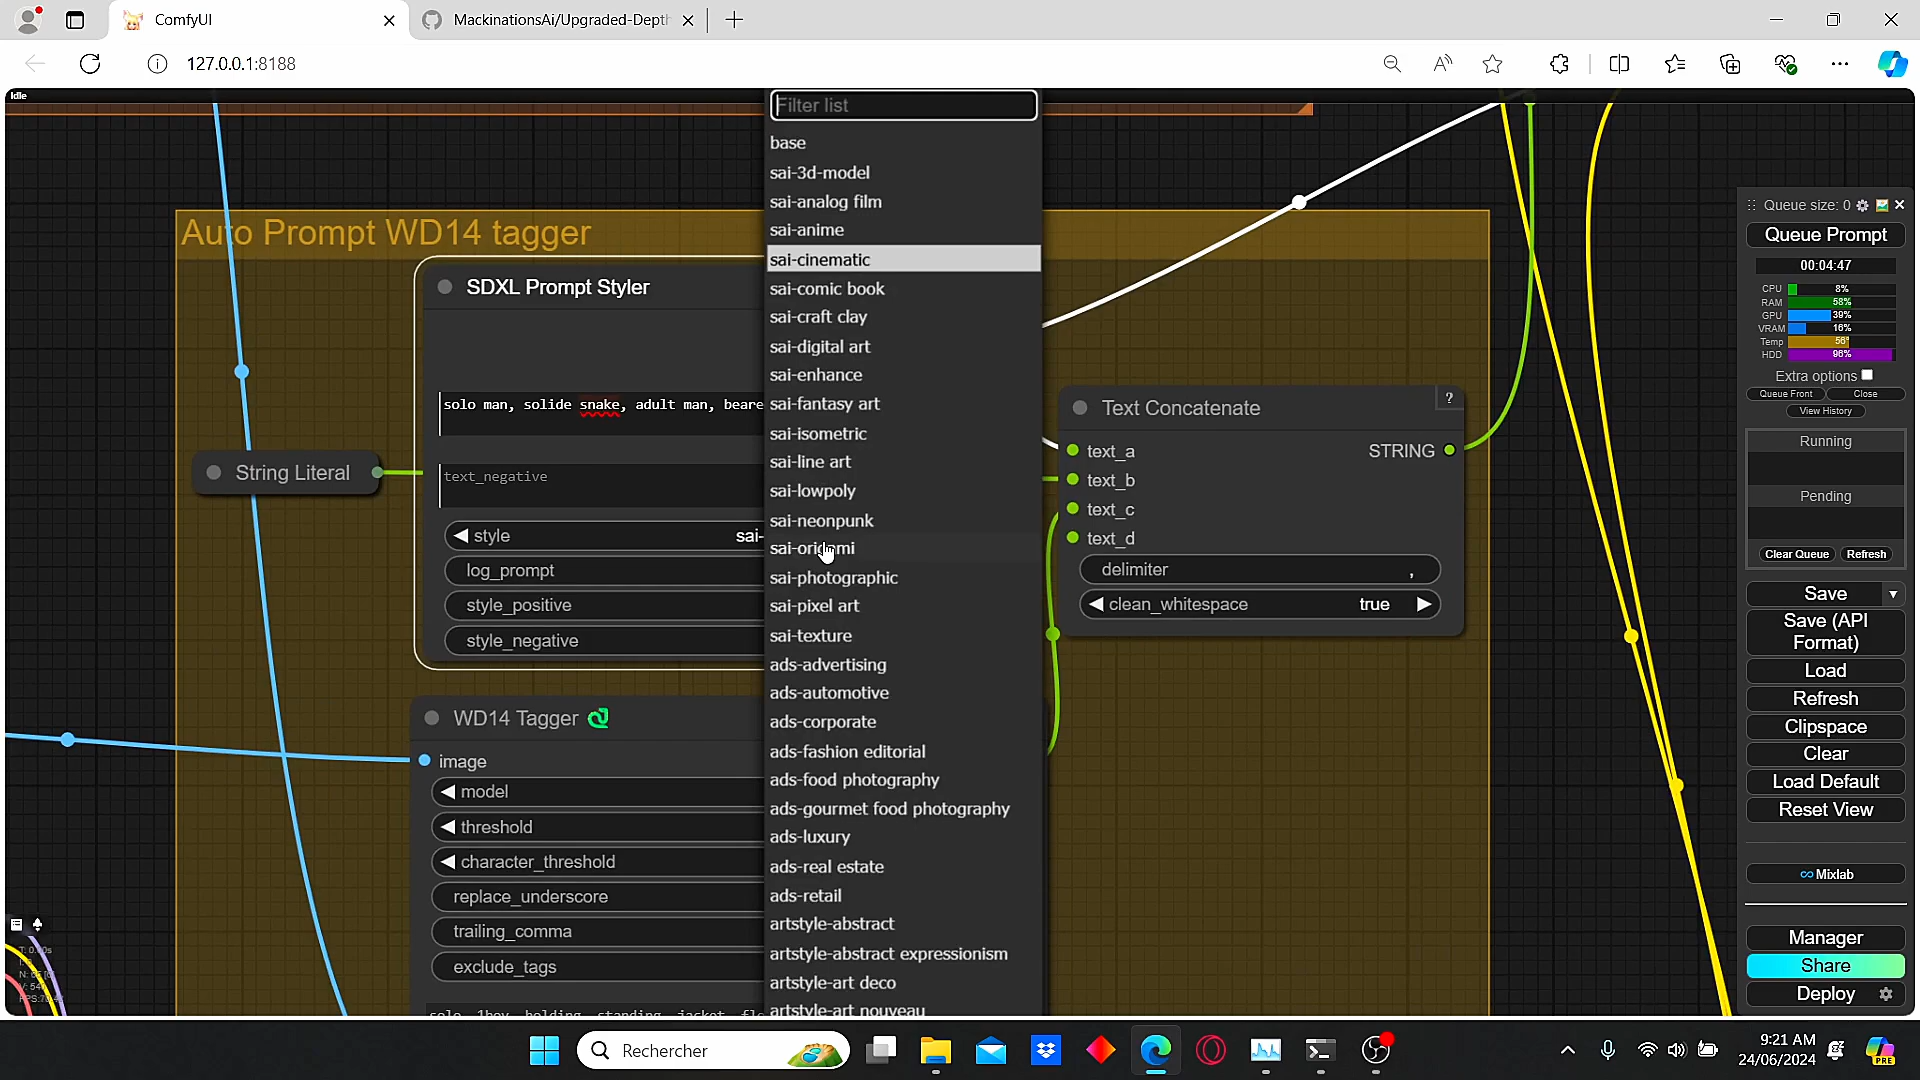 ComfyUI
MackinationsAi/Upgraded-Depth
127.0.0.1:8188
Idle
Filter list
base
sai-3d-model
sai-analog film
sai-anime
sai-cinematic
sai-comic book
sai-craft clay
sai-digital art
sai-enhance
sai-fantasy art
sai-isometric
sai-line art
sai-lowpoly
sai-neonpunk
sai-origami
sai-photographic
sai-pixel art
sai-texture
ads-advertising
ads-automotive
ads-corporate
ads-fashion editorial
ads-food photography
ads-gourmet food photography
ads-luxury
ads-real estate
ads-retail
artstyle-abstract
artstyle-abstract expressionism
artstyle-art deco
artstyle-art nouveau
Auto Prompt WD14 tagger
SDXL Prompt Styler
solo man, solide snake, adult man, beare
String Literal
text_negative
style sai-
log_prompt
style_positive
style_negative
WD14 Tagger
image
model
threshold
character_threshold
replace_underscore
trailing_comma
exclude_tags
solo, 1boy, holding, standing, jacket,
Text Concatenate ?
text_a STRING
text_b
text_c
text_d
delimiter ,
clean_whitespace true
Queue size: 0
Queue Prompt
00:04:47
CPU 8%
RAM 58%
GPU 39%
VRAM 16%
Temp 56°
HDD 96%
Extra options
Queue Front Close
View History
Running
Pending
Clear Queue Refresh
Save
Save (API
Format)
Load
Refresh
Clipspace
Clear
Load Default
Reset View
Mixlab
Manager
Share
Deploy
Rechercher
9:21 AM
24/06/2024
PRE